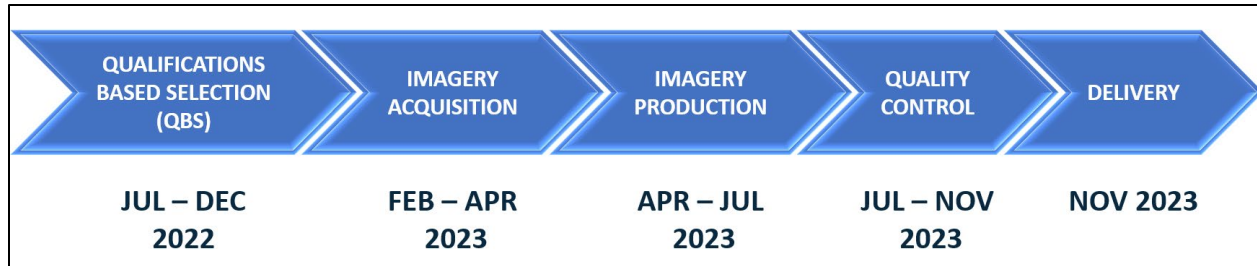 QUALIFICATIONS
BASED SELECTION
(QBS)
IMAGERY
ACQUISITION
IMAGERY
PRODUCTION
QUALITY
CONTROL
DELIVERY
JUL – DEC
2022
FEB – APR
2023
APR – JUL
2023
JUL – NOV
2023
NOV 2023